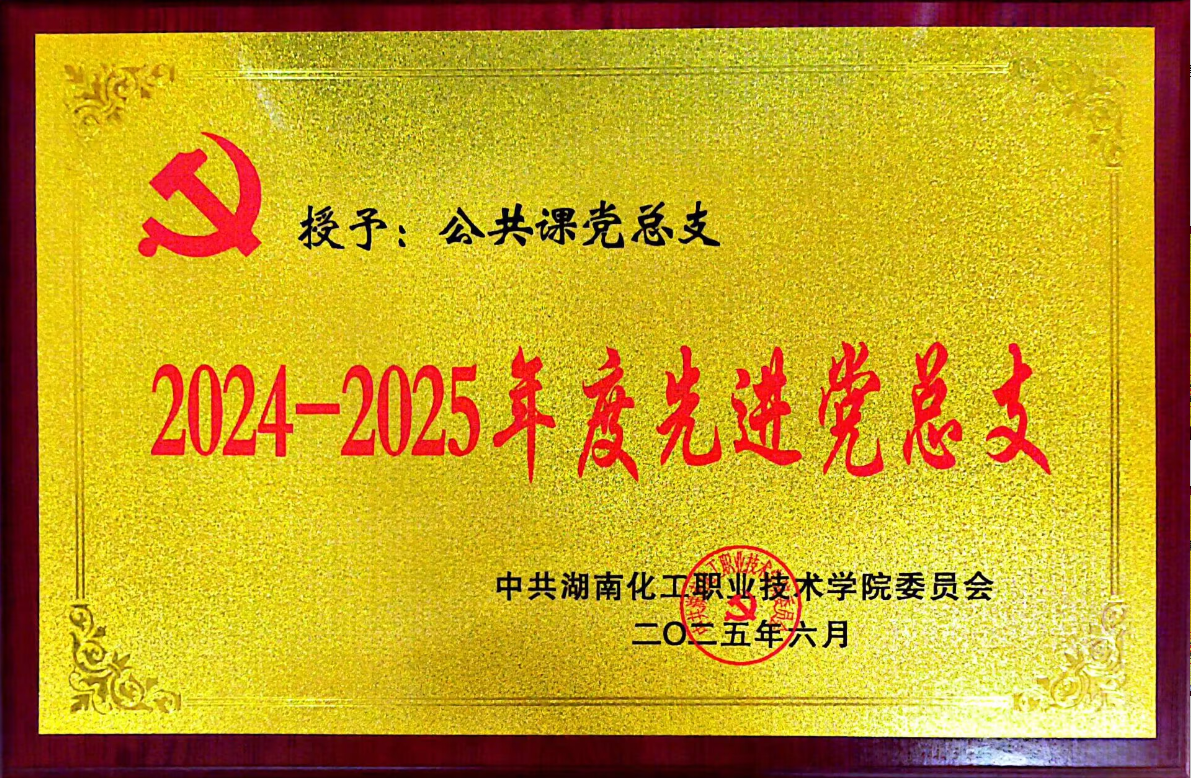 授予：公共课党总支
2024-2025年度先进党总支
中共湖南化工职业技术学院委员会
二〇二五年六月